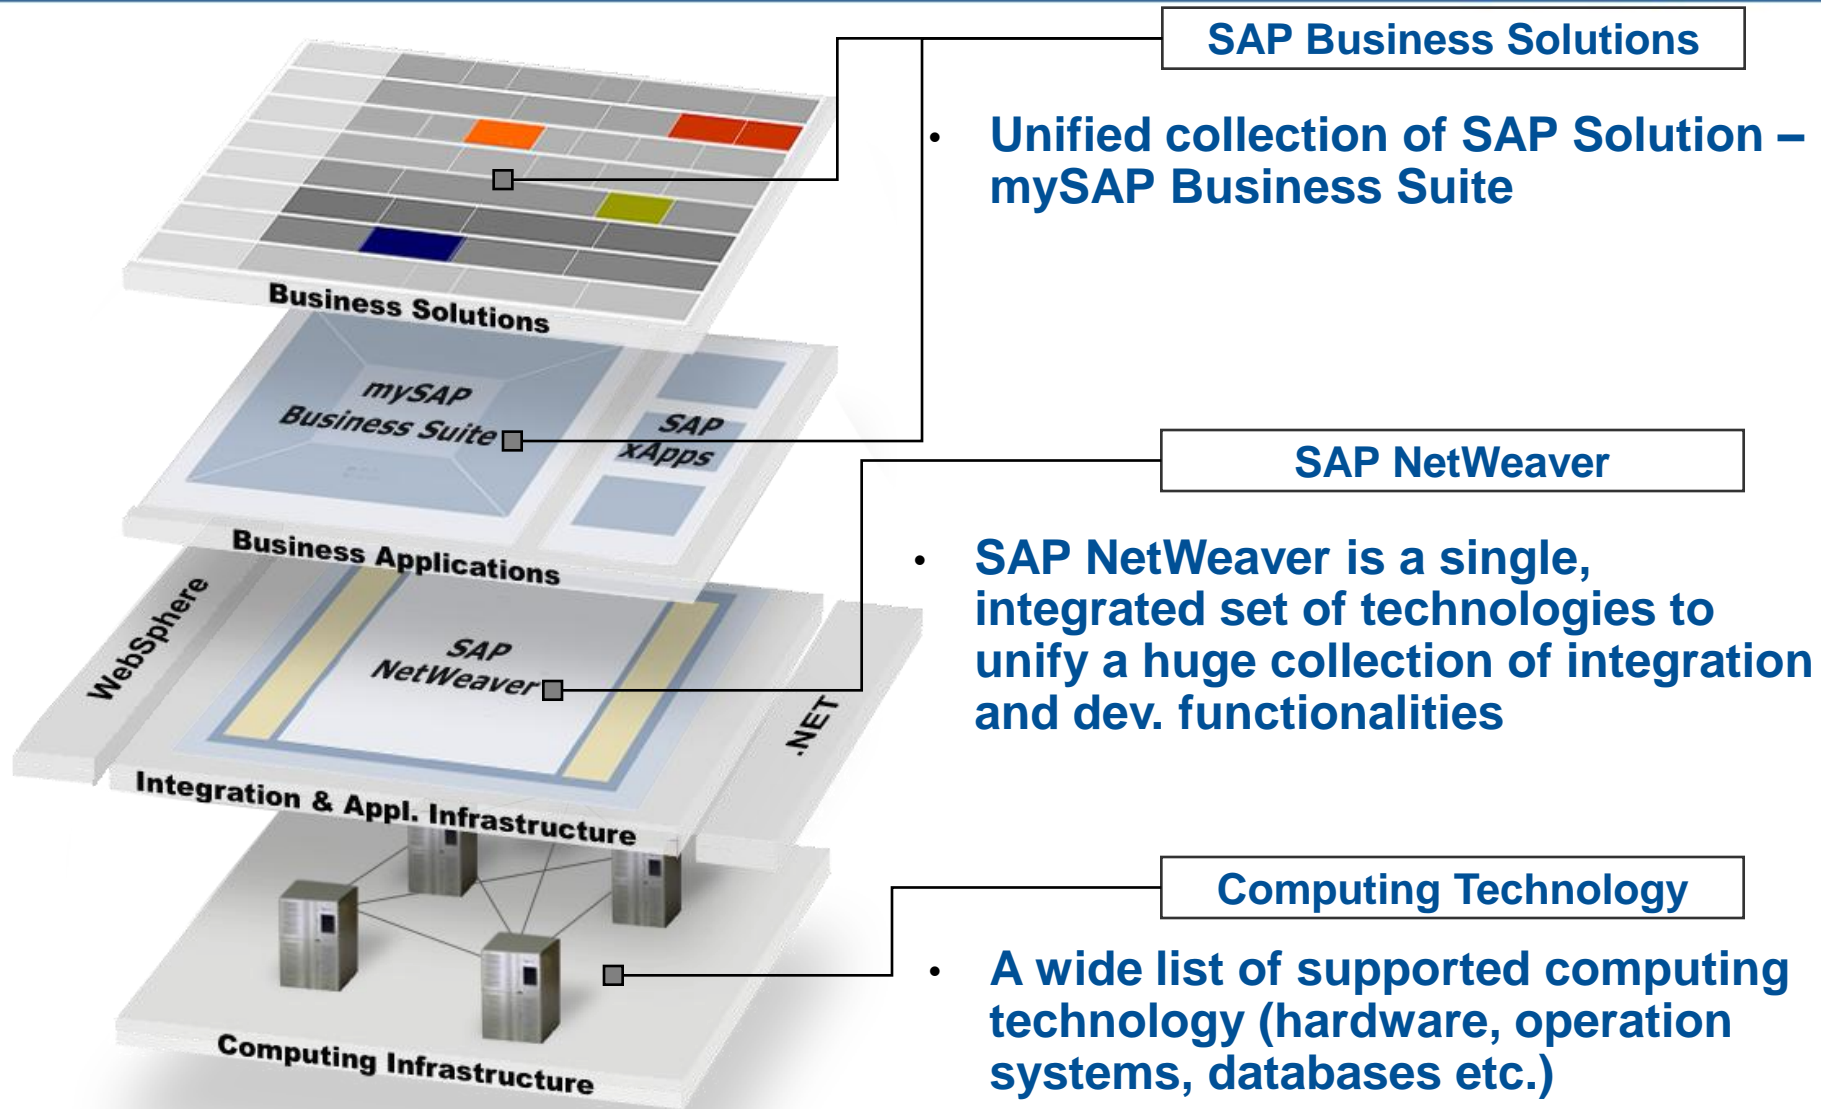 SAP Business Solutions
• Unified collection of SAP Solution –
mySAP Business Suite
Business Solutions
mySAP
Business Suite
SAP
xApps
Business Applications
SAP NetWeaver
• SAP NetWeaver is a single,
integrated set of technologies to
unify a huge collection of integration
and dev. functionalities
WebSphere
SAP
NetWeaver
.NET
Integration & Appl. Infrastructure
Computing Technology
• A wide list of supported computing
technology (hardware, operation
systems, databases etc.)
Computing Infrastructure